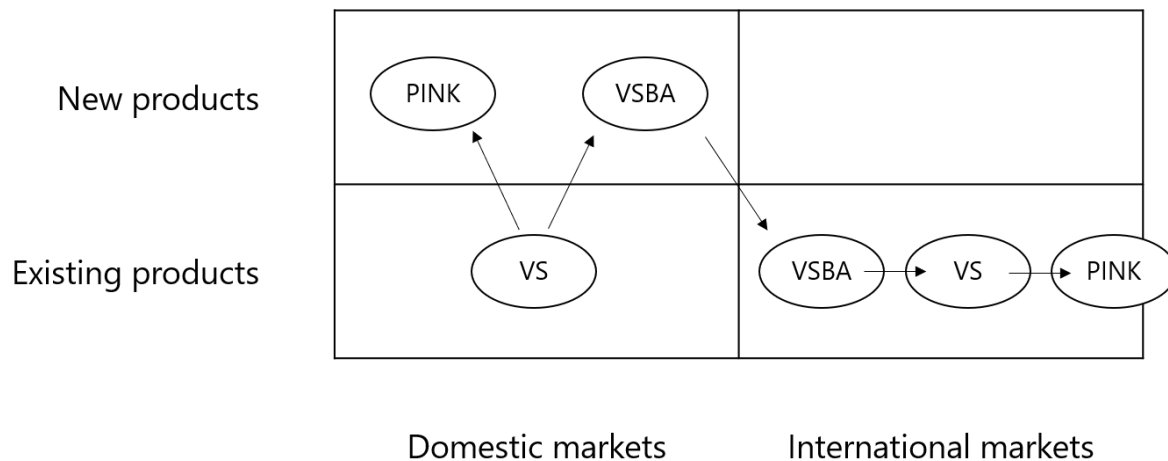 New products
PINK
VSBA
Existing products
VS
VSBA
VS
PINK
Domestic markets
International markets